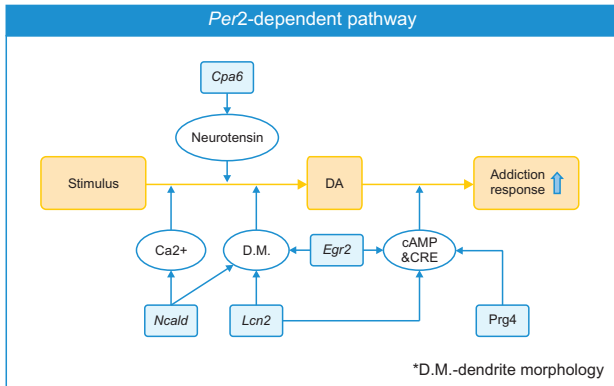 Per2-dependent pathway
Cpa6
Neurotensin
Stimulus
DA
Addiction
response
Ca2+
D.M.
Egr2
cAMP
&CRE
Ncald
Lcn2
Prg4
*D.M.-dendrite morphology